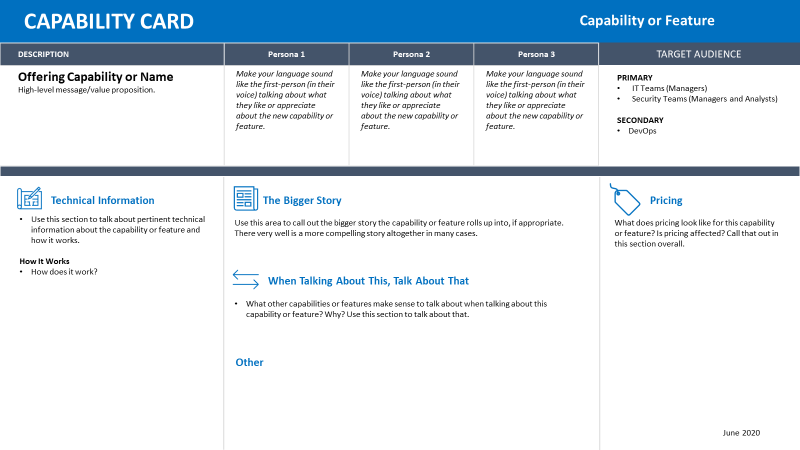 CAPABILITY CARD
Capability or Feature
DESCRIPTION
Persona 1
Persona 2
Persona 3
TARGET AUDIENCE
Offering Capability or Name
High-level message/value proposition.
Make your language sound
like the first-person (in their
voice) talking about what
they like or appreciate
about the new capability or
feature.
Make your language sound
like the first-person (in their
voice) talking about what
they like or appreciate
about the new capability or
feature.
Make your language sound
like the first-person (in their
voice) talking about what
they like or appreciate
about the new capability or
feature.
PRIMARY
• IT Teams (Managers)
• Security Teams (Managers and Analysts)
SECONDARY
• DevOps
Technical Information
• Use this section to talk about pertinent technical
information about the capability or feature and
how it works.
How It Works
• How does it work?
The Bigger Story
Use this area to call out the bigger story the capability or feature rolls up into, if appropriate.
There very well is a more compelling story altogether in many cases.
When Talking About This, Talk About That
• What other capabilities or features make sense to talk about when talking about this
capability or feature? Why? Use this section to talk about that.
Other
Pricing
What does pricing look like for this capability
or feature? Is pricing affected? Call that out in
this section overall.
June 2020